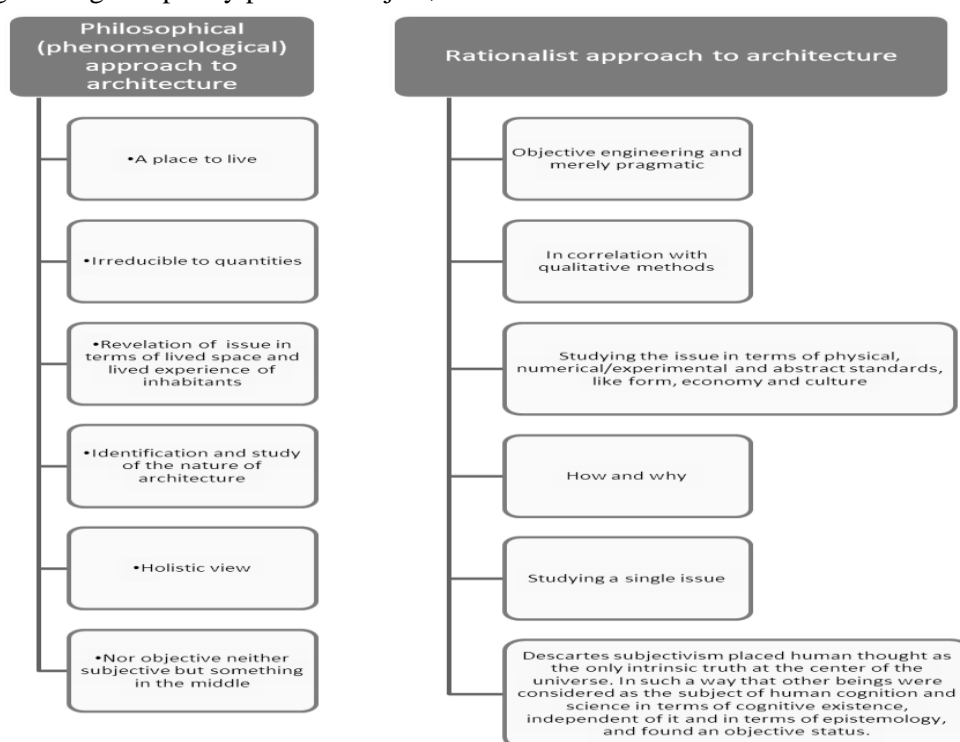 Philosophical
(phenomenological)
approach to
architecture
•A place to live
•Irreducible to quantities
•Revelation of issue in
terms of lived space and
lived experience of
inhabitants
•Identification and study
of the nature of
architecture
•Holistic view
•Nor objective neither
subjective but something
in the middle
Rationalist approach to architecture
Objective engineering and
merely pragmatic
In correlation with
qualitative methods
Studying the issue in terms of physical,
numerical/experimental and abstract standards,
like form, economy and culture
How and why
Studying a single issue
Descartes subjectivism placed human thought as
the only intrinsic truth at the center of the
universe. In such a way that other beings were
considered as the subject of human cognition and
science in terms of cognitive existence,
independent of it and in terms of epistemology,
and found an objective status.